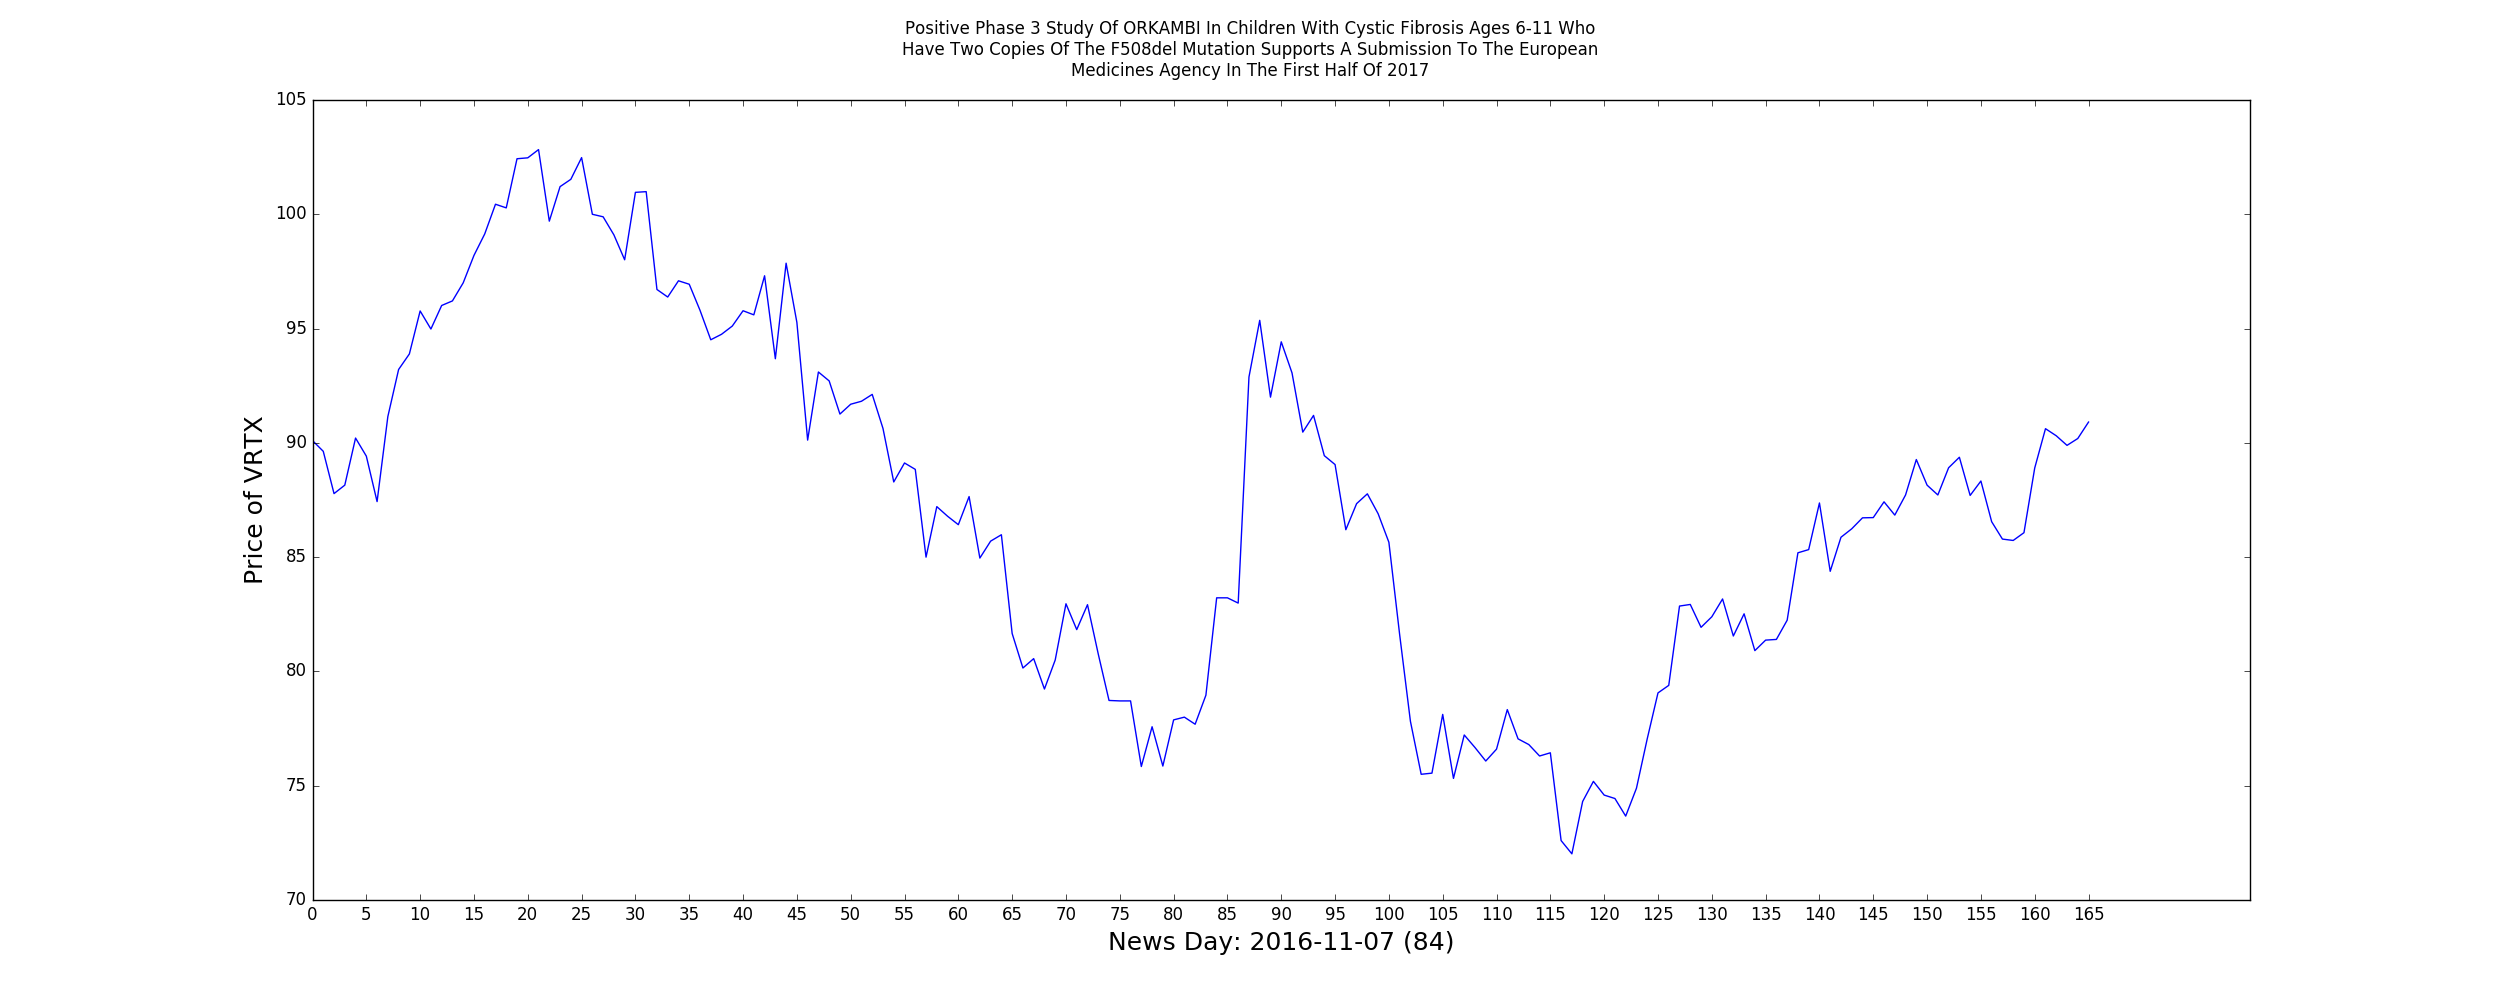 Positive Phase 3 Study Of ORKAMBI In Children With Cystic Fibrosis Ages 6-11 Who
Have Two Copies Of The F508del Mutation Supports A Submission To The European
Medicines Agency In The First Half Of 2017
105
100
95
90
85
80
75
70
Price of VRTX
0 5 10 15 20 25 30 35 40 45 50 55 60 65 70 75 80 85 90 95 100 105 110 115 120 125 130 135 140 145 150 155 160 165
News Day: 2016-11-07 (84)